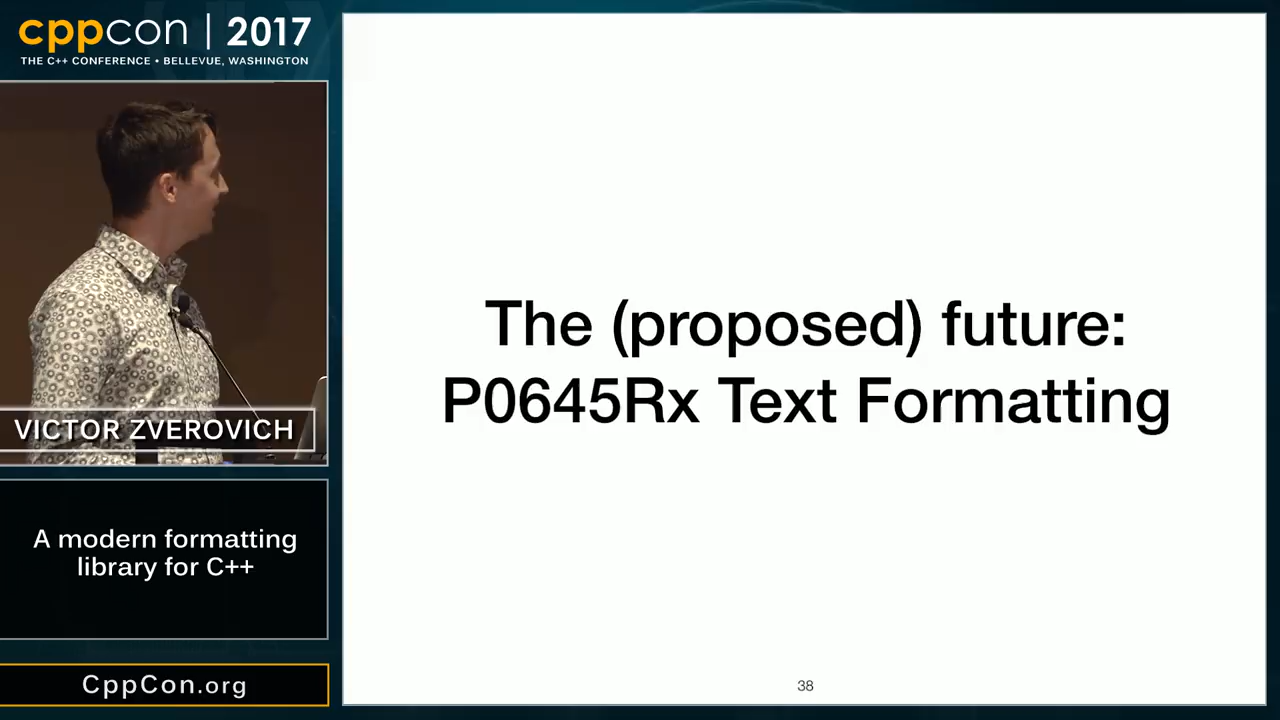 cppcon | 2017
THE C++ CONFERENCE • BELLEVUE, WASHINGTON
VICTOR ZVEROVICH
A modern formatting
library for C++
CppCon.org
The (proposed) future:
P0645Rx Text Formatting
38